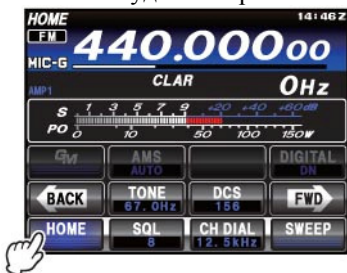 HOME 14:46Z
FM 440.000 00
MIC-G
AMP1 CLAR 0Hz
S 1 3 5 7 9 +20 +40 +60dB
PO 0 10 50 100 150W
GM AMS AUTO DIGITAL DN
BACK TONE 67.0Hz DCS 156 FWD
HOME SQL 8 CH DIAL 12.5kHz SWEEP